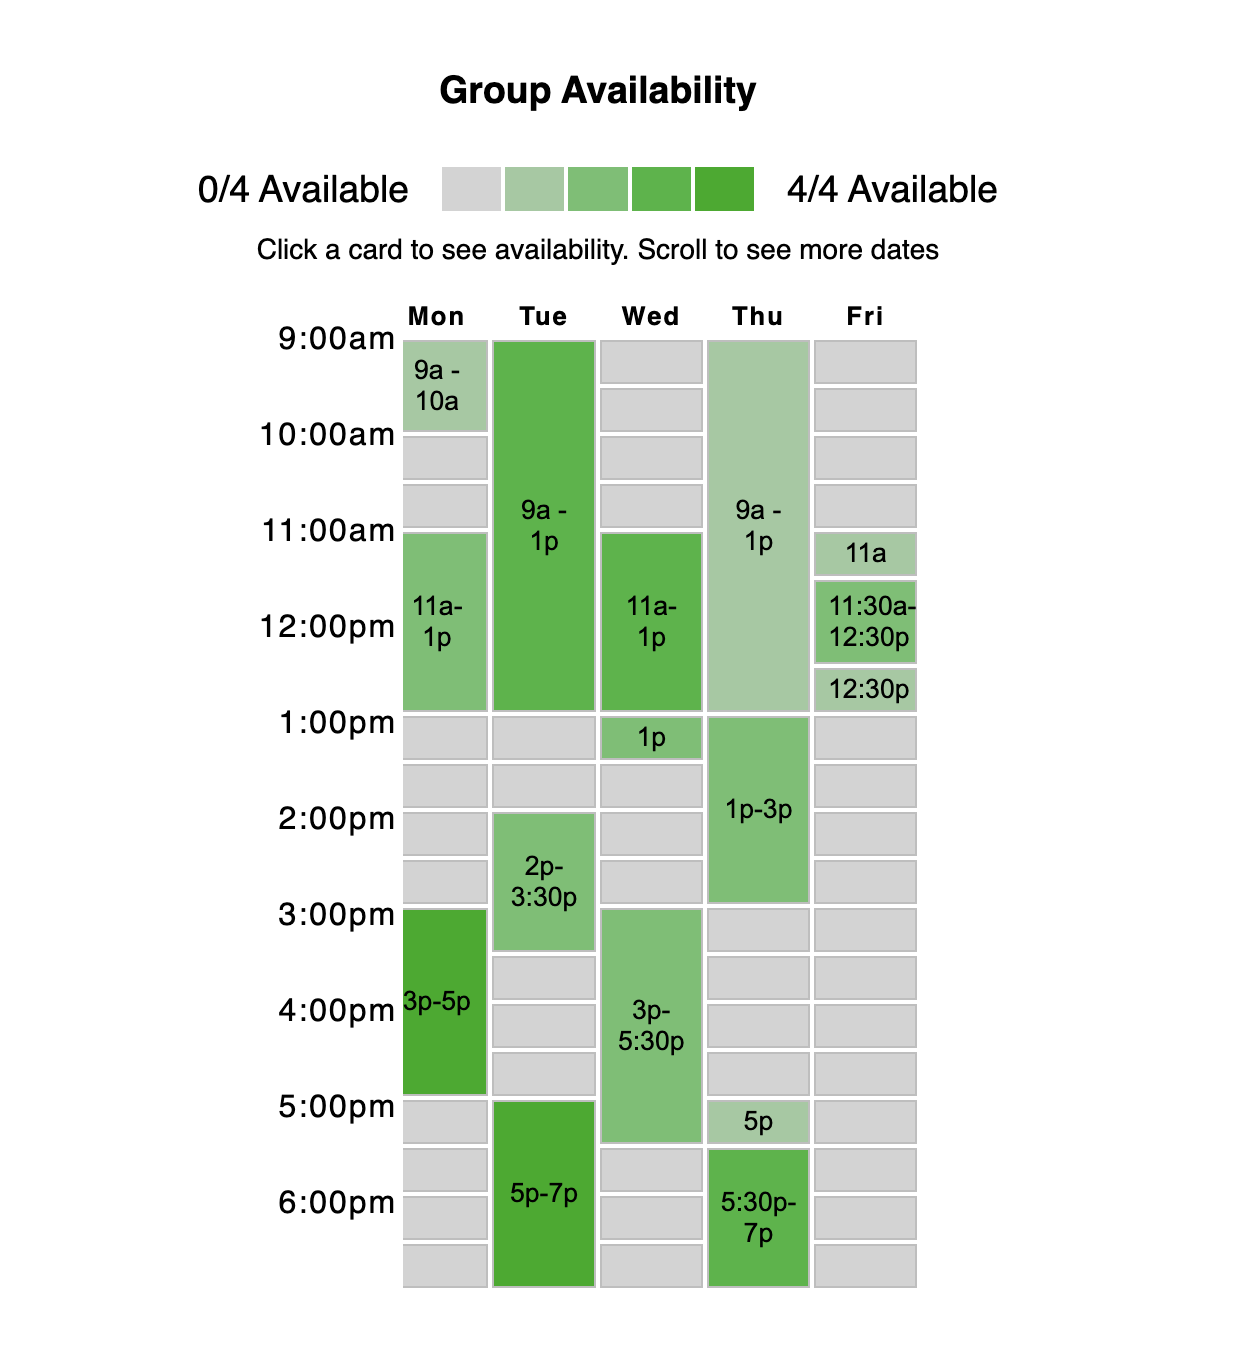 Group Availability
0/4 Available
4/4 Available
Click a card to see availability. Scroll to see more dates
Mon Tue Wed Thu Fri
9:00am
10:00am
11:00am
12:00pm
1:00pm
2:00pm
3:00pm
4:00pm
5:00pm
6:00pm
9a -
10a
11a-
1p
3p-5p
9a -
1p
2p-
3:30p
5p-7p
11a-
1p
1p
3p-
5:30p
9a -
1p
1p-3p
5p
5:30p-
7p
11a
11:30a-
12:30p
12:30p